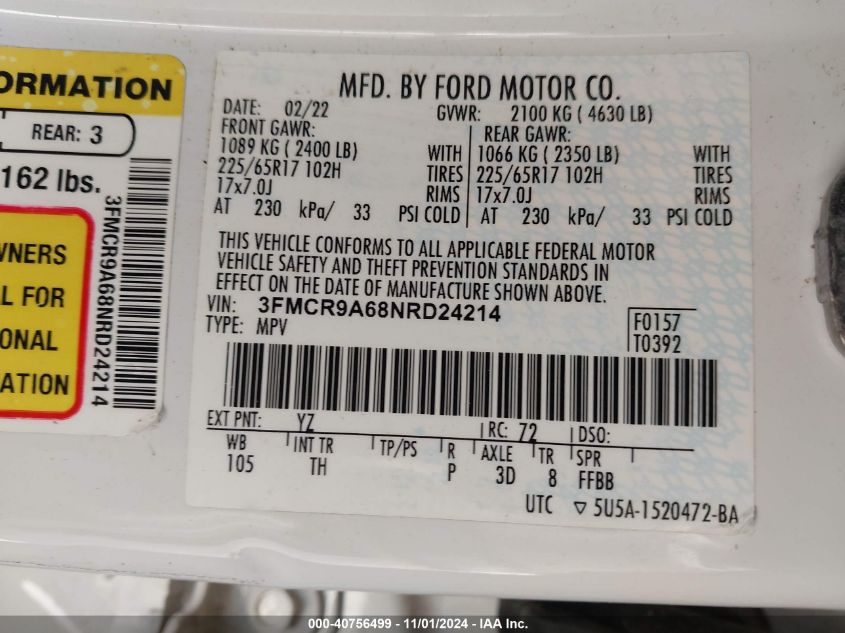 ORMATION
REAR: 3
162 lbs.
WNERS
L FOR
ONAL
ATION
3FMCR9A68NRD24214
MFD. BY FORD MOTOR CO.
DATE: 02/22 GVWR: 2100 KG ( 4630 LB)
FRONT GAWR: REAR GAWR:
1089 KG ( 2400 LB) WITH 1066 KG ( 2350 LB) WITH
225/65R17 102H TIRES 225/65R17 102H TIRES
17x7.0J RIMS 17x7.0J RIMS
AT 230 kPa/ 33 PSI COLD AT 230 kPa/ 33 PSI COLD
THIS VEHICLE CONFORMS TO ALL APPLICABLE FEDERAL MOTOR
VEHICLE SAFETY AND THEFT PREVENTION STANDARDS IN
EFFECT ON THE DATE OF MANUFACTURE SHOWN ABOVE.
VIN: 3FMCR9A68NRD24214 F0157
TYPE: MPV T0392
EXT PNT: YZ RC: 72 DSO:
WB INT TR TP/PS R AXLE TR SPR
105 TH P 3D 8 FFBB
UTC ▽ 5U5A-1520472-BA
000-40756499 - 11/01/2024 - IAA Inc.